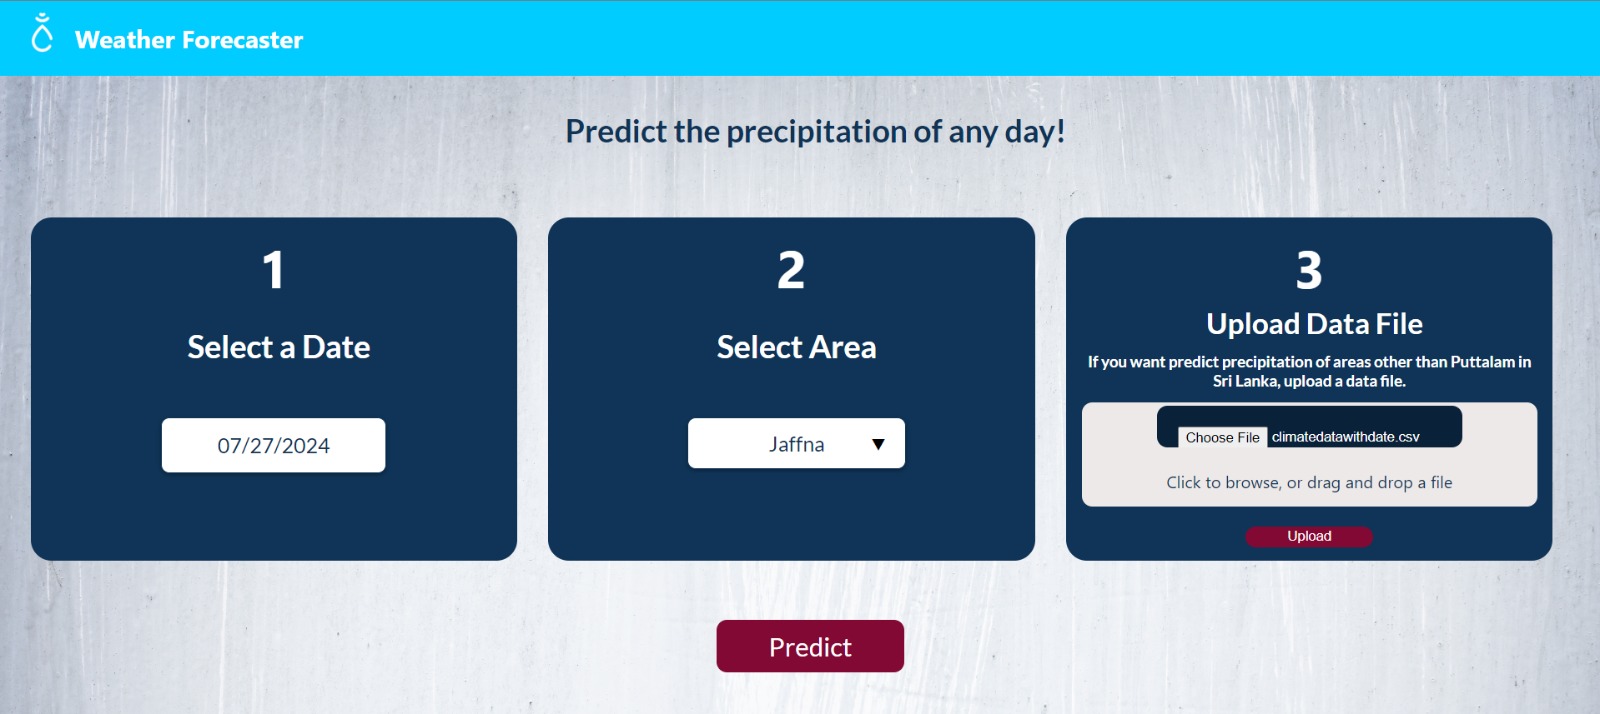 Weather Forecaster
Predict the precipitation of any day!
1
Select a Date
07/27/2024
2
Select Area
Jaffna
3
Upload Data File
If you want predict precipitation of areas other than Puttalam in
Sri Lanka, upload a data file.
Choose File climatedatawithdate.csv
Click to browse, or drag and drop a file
Upload
Predict